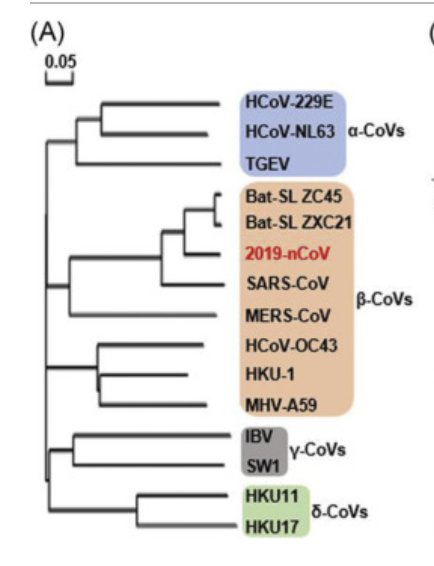 (A)
0.05
HCoV-229E
HCoV-NL63
α-CoVs
TGEV
Bat-SL ZC45
Bat-SL ZXC21
2019-nCoV
SARS-CoV
β-CoVs
MERS-CoV
HCoV-OC43
HKU-1
MHV-A59
IBV
γ-CoVs
SW1
HKU11
δ-CoVs
HKU17